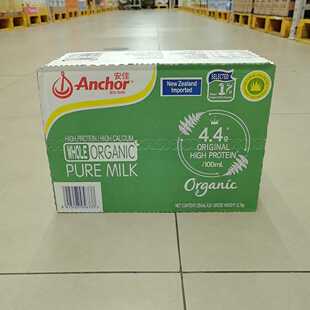 Anchor
安佳
New Zealand
Imported
SELECTED
HIGH PROTEIN / HIGH CALCIUM
WHOLE ORGANIC
PURE MILK
4.4g
ORIGINAL
HIGH PROTEIN
/100mL
Organic